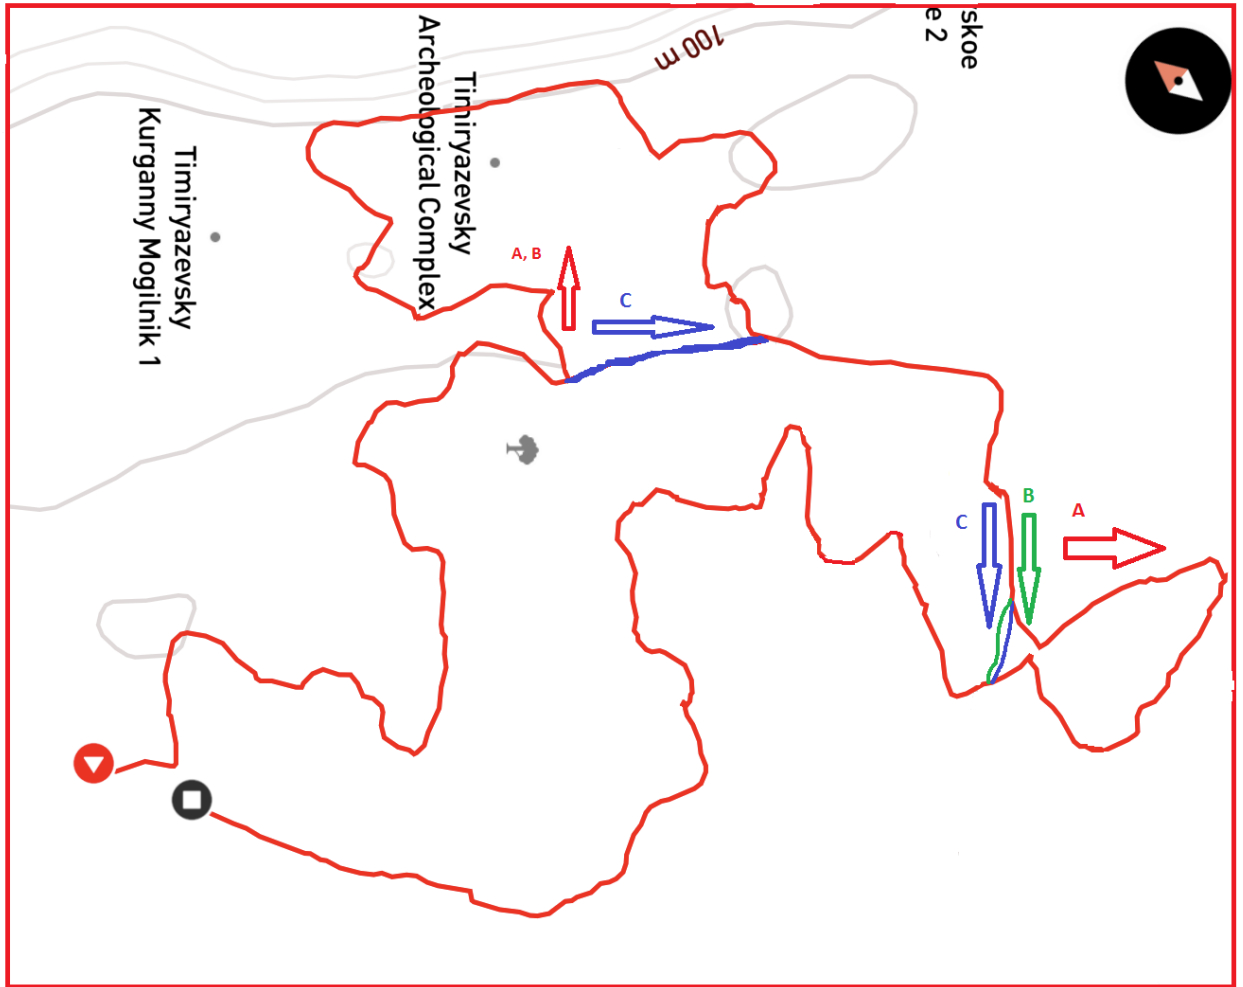 skoe
e 2
100 m
Timiryazevsky
Archeological Complex
Timiryazevsky
Kurganny Mogilnik 1
A, B
C
C
B
A